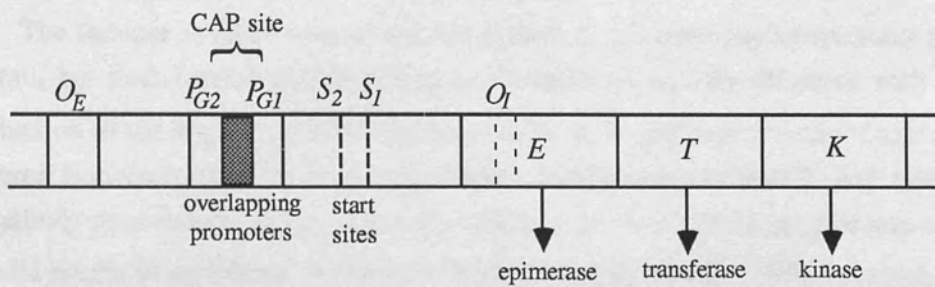 CAP site
O_E P_G2 P_G1 S_2 S_1 O_I
E T K
overlapping start
promoters sites
epimerase transferase kinase